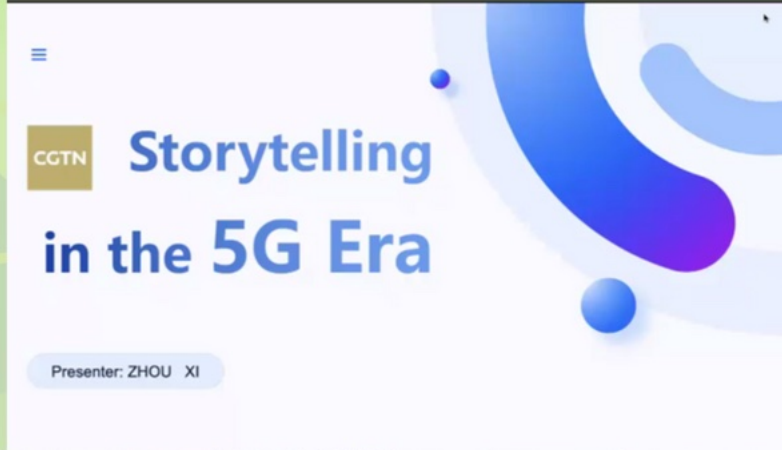 CGTN
Storytelling
in the 5G Era
Presenter: ZHOU XI